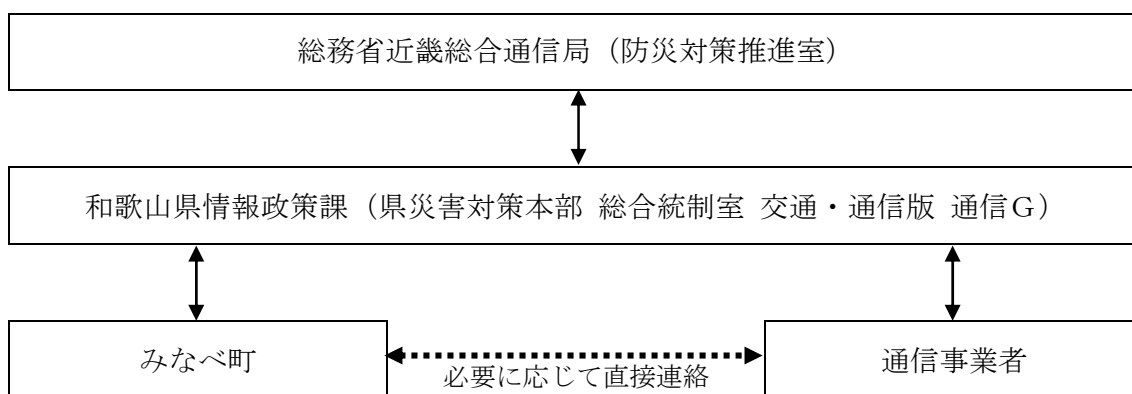 総務省近畿総合通信局（防災対策推進室）
和歌山県情報政策課（県災害対策本部 総合統制室 交通・通信版 通信Ｇ）
みなべ町
必要に応じて直接連絡
通信事業者